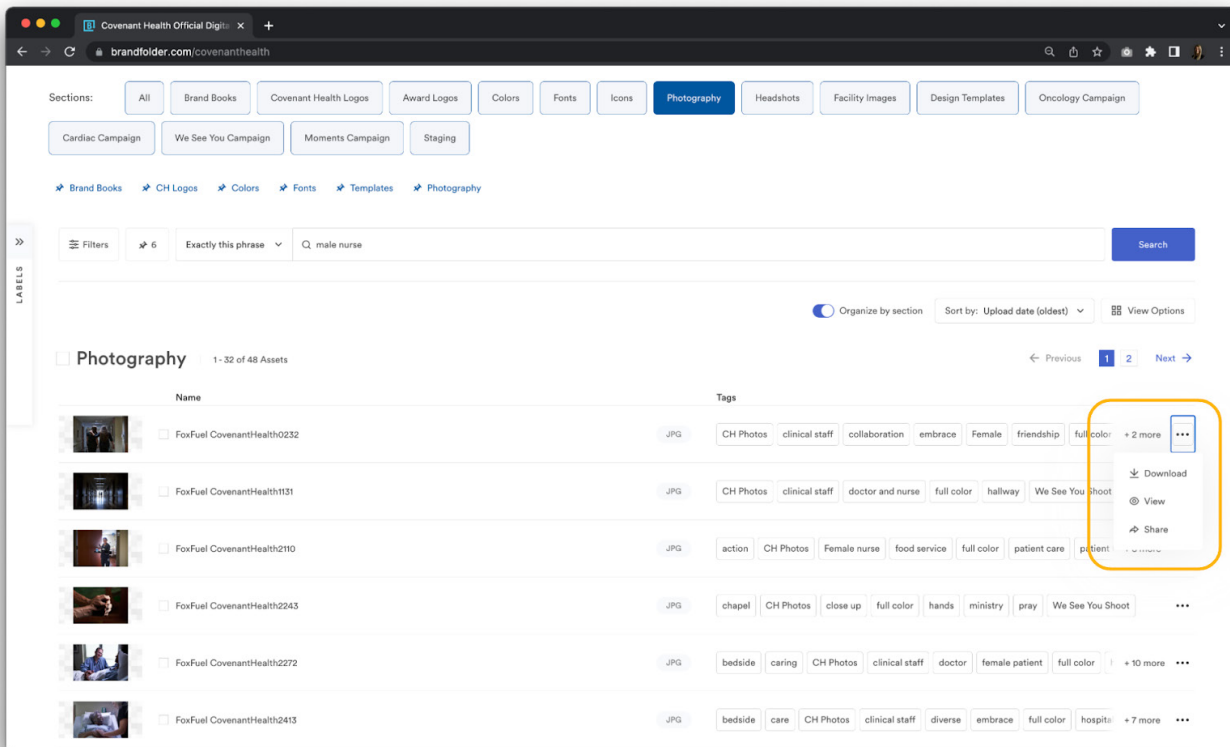 Covenant Health Official Digita
brandfolder.com/covenanthealth
Sections: All Brand Books Covenant Health Logos Award Logos Colors Fonts Icons Photography Headshots Facility Images Design Templates Oncology Campaign
Cardiac Campaign We See You Campaign Moments Campaign Staging
Brand Books CH Logos Colors Fonts Templates Photography
LABELS
Filters 6 Exactly this phrase male nurse Search
Organize by section Sort by: Upload date (oldest) View Options
Photography 1 - 32 of 48 Assets Previous 1 2 Next
Name Tags
FoxFuel CovenantHealth0232 JPG CH Photos clinical staff collaboration embrace Female friendship full color + 2 more
Download
FoxFuel CovenantHealth1131 JPG CH Photos clinical staff doctor and nurse full color hallway We See You Shoot
View
Share
FoxFuel CovenantHealth2110 JPG action CH Photos Female nurse food service full color patient care patient
FoxFuel CovenantHealth2243 JPG chapel CH Photos close up full color hands ministry pray We See You Shoot
FoxFuel CovenantHealth2272 JPG bedside caring CH Photos clinical staff doctor female patient full color + 10 more
FoxFuel CovenantHealth2413 JPG bedside care CH Photos clinical staff diverse embrace full color hospita + 7 more